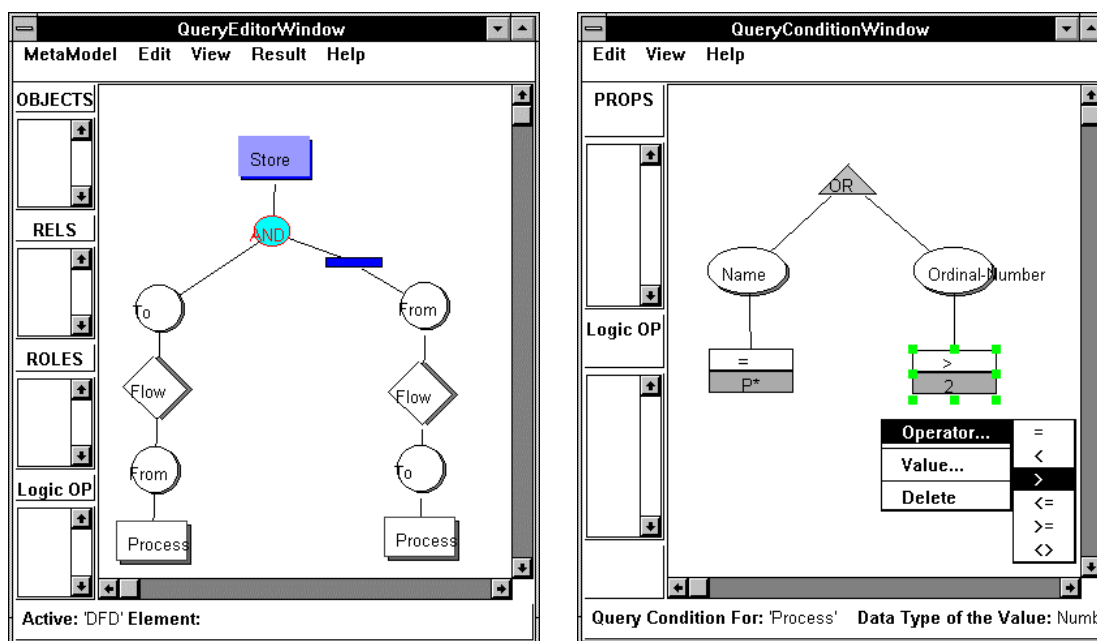 QueryEditorWindow
MetaModel Edit View Result Help
OBJECTS
RELS
ROLES
Logic OP
Store
AND
To
From
Flow
Flow
From
To
Process
Process
Active: 'DFD' Element:
QueryConditionWindow
Edit View Help
PROPS
Logic OP
OR
Name
Ordinal-Number
=
P*
>
2
Operator...
Value...
Delete
=
<
>
<=
>=
<>
Query Condition For: 'Process' Data Type of the Value: Numb